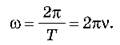 ω = 2π/T = 2πν.